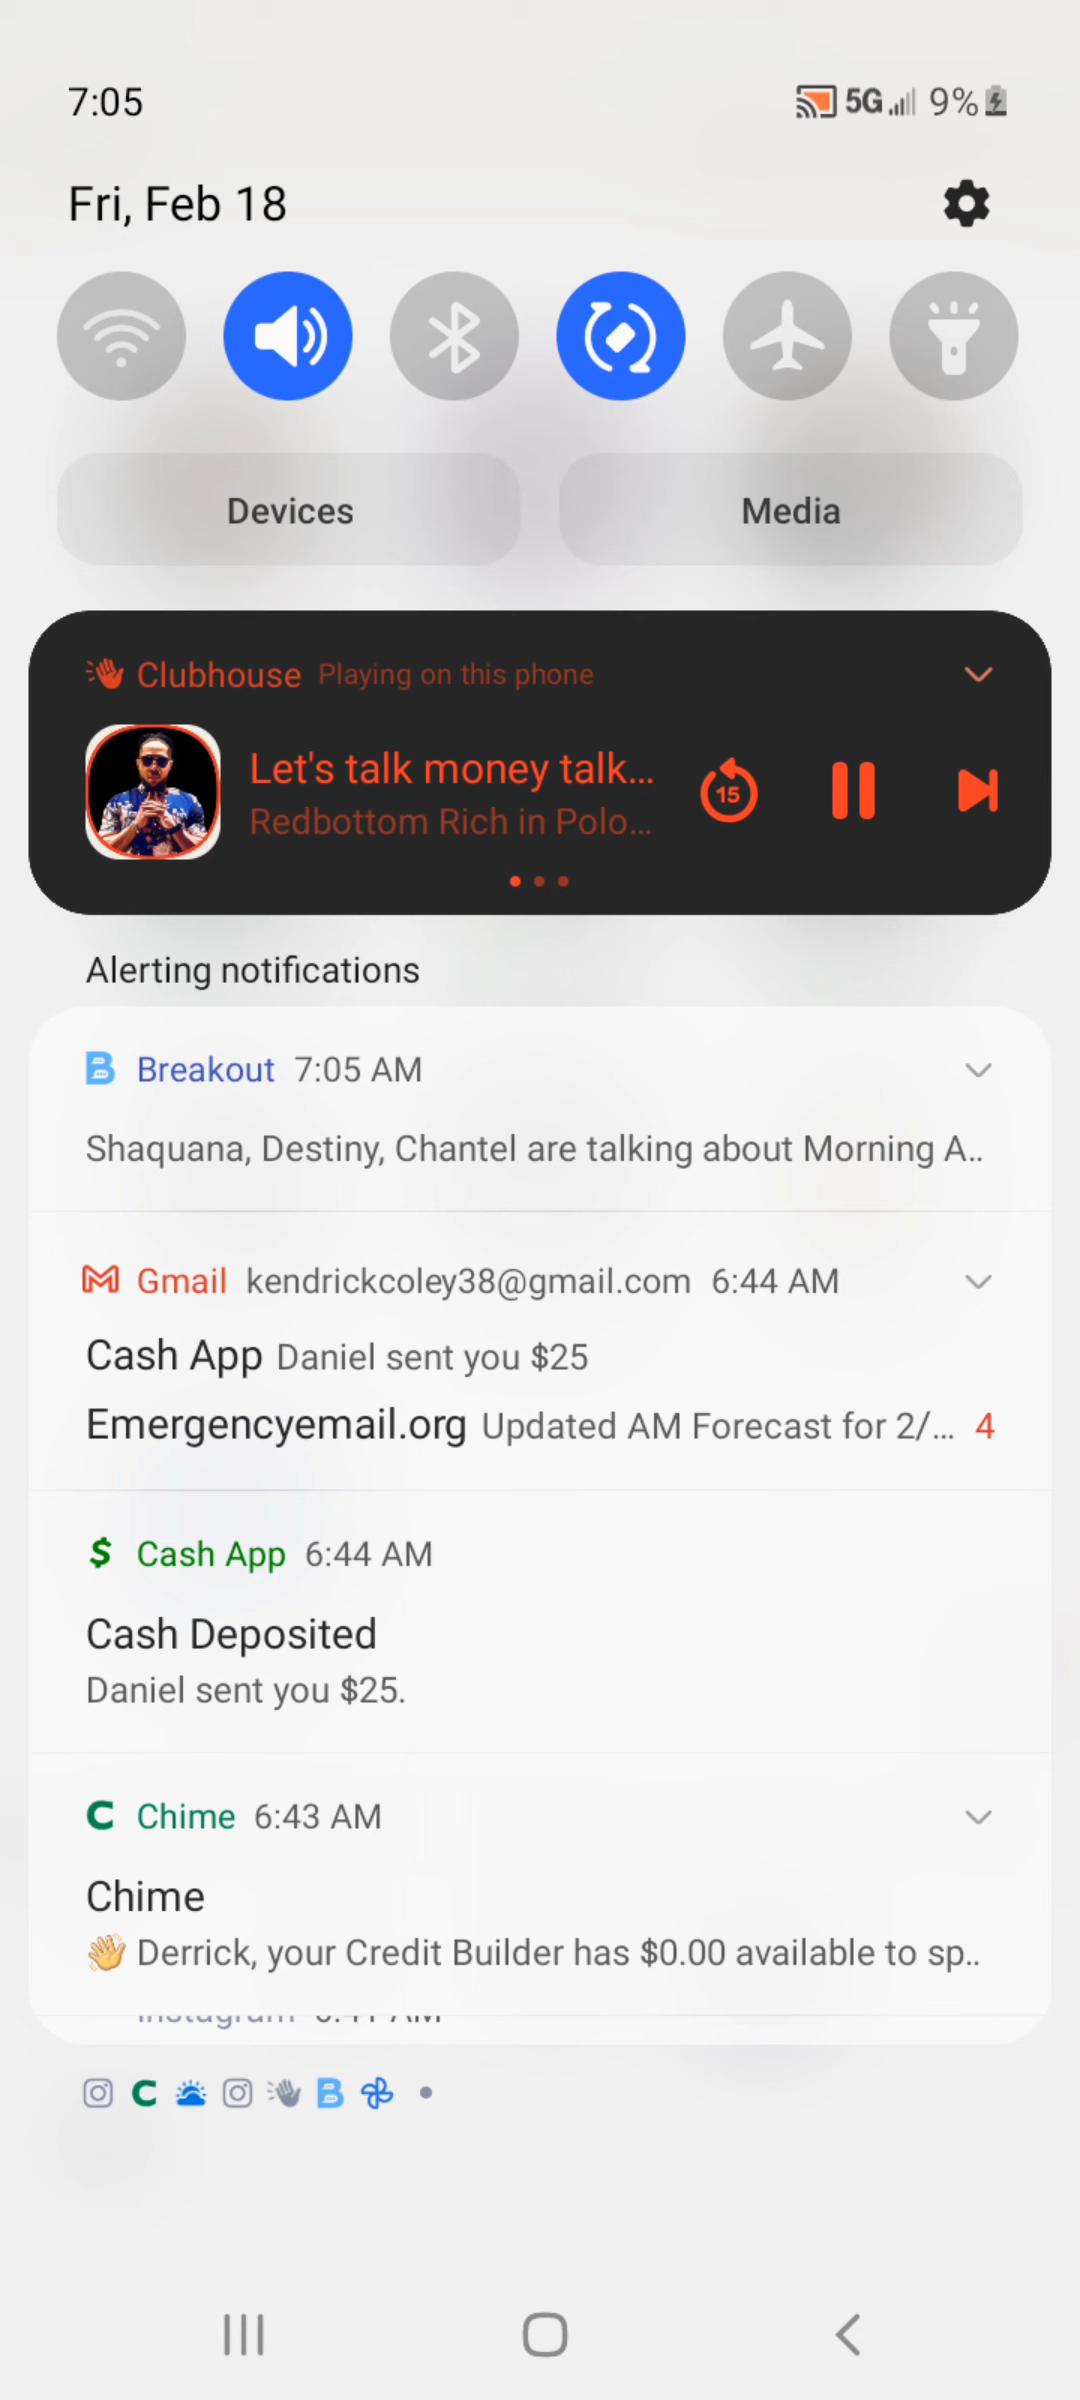 7:05 5G 9%
Fri, Feb 18
Devices Media
Clubhouse Playing on this phone
Let's talk money talk...
Redbottom Rich in Polo...
15
Alerting notifications
Breakout 7:05 AM
Shaquana, Destiny, Chantel are talking about Morning A..
Gmail kendrickcoley38@gmail.com 6:44 AM
Cash App Daniel sent you $25
Emergencyemail.org Updated AM Forecast for 2/... 4
$ Cash App 6:44 AM
Cash Deposited
Daniel sent you $25.
C Chime 6:43 AM
Chime
👋 Derrick, your Credit Builder has $0.00 available to sp..
Instagram 6:41 AM